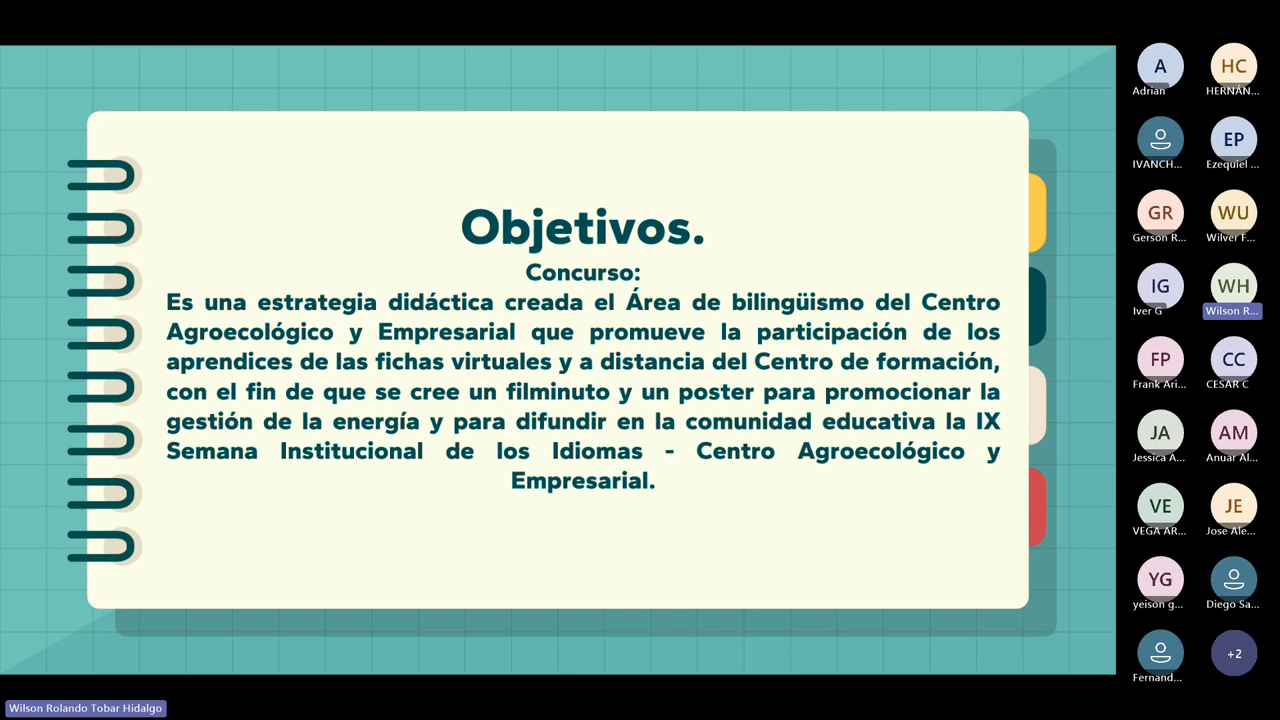 Objetivos.
Concurso:
Es una estrategia didáctica creada el Área de bilingüismo del Centro
Agroecológico y Empresarial que promueve la participación de los
aprendices de las fichas virtuales y a distancia del Centro de formación,
con el fin de que se cree un filminuto y un poster para promocionar la
gestión de la energía y para difundir en la comunidad educativa la IX
Semana Institucional de los Idiomas - Centro Agroecológico y
Empresarial.
A
HC
Adrian
HERNÁN...
EP
IVANCH...
Ezequiel ...
GR
WU
Gerson R...
Wilver F...
IG
WH
Iver G
Wilson R...
FP
CC
Frank Ari...
CESAR C
JA
AM
Jessica A...
Anuar Al...
VE
JE
VEGA AR...
Jose Ale...
YG
yeison g...
Diego Sa...
+2
Fernand...
Wilson Rolando Tobar Hidalgo